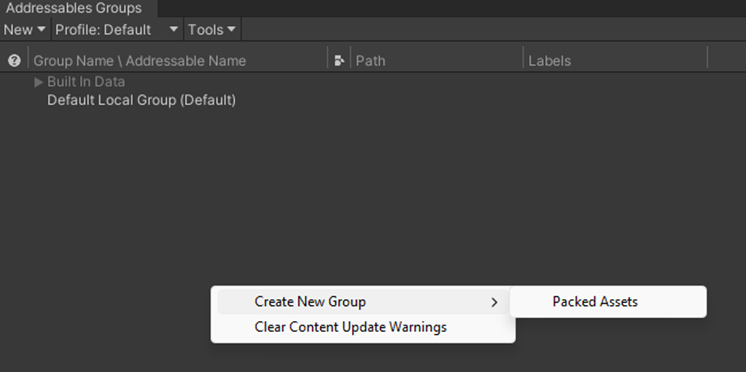 Addressables Groups
New Profile: Default Tools
Group Name \ Addressable Name Path Labels
Built In Data
Default Local Group (Default)
Create New Group Packed Assets
Clear Content Update Warnings